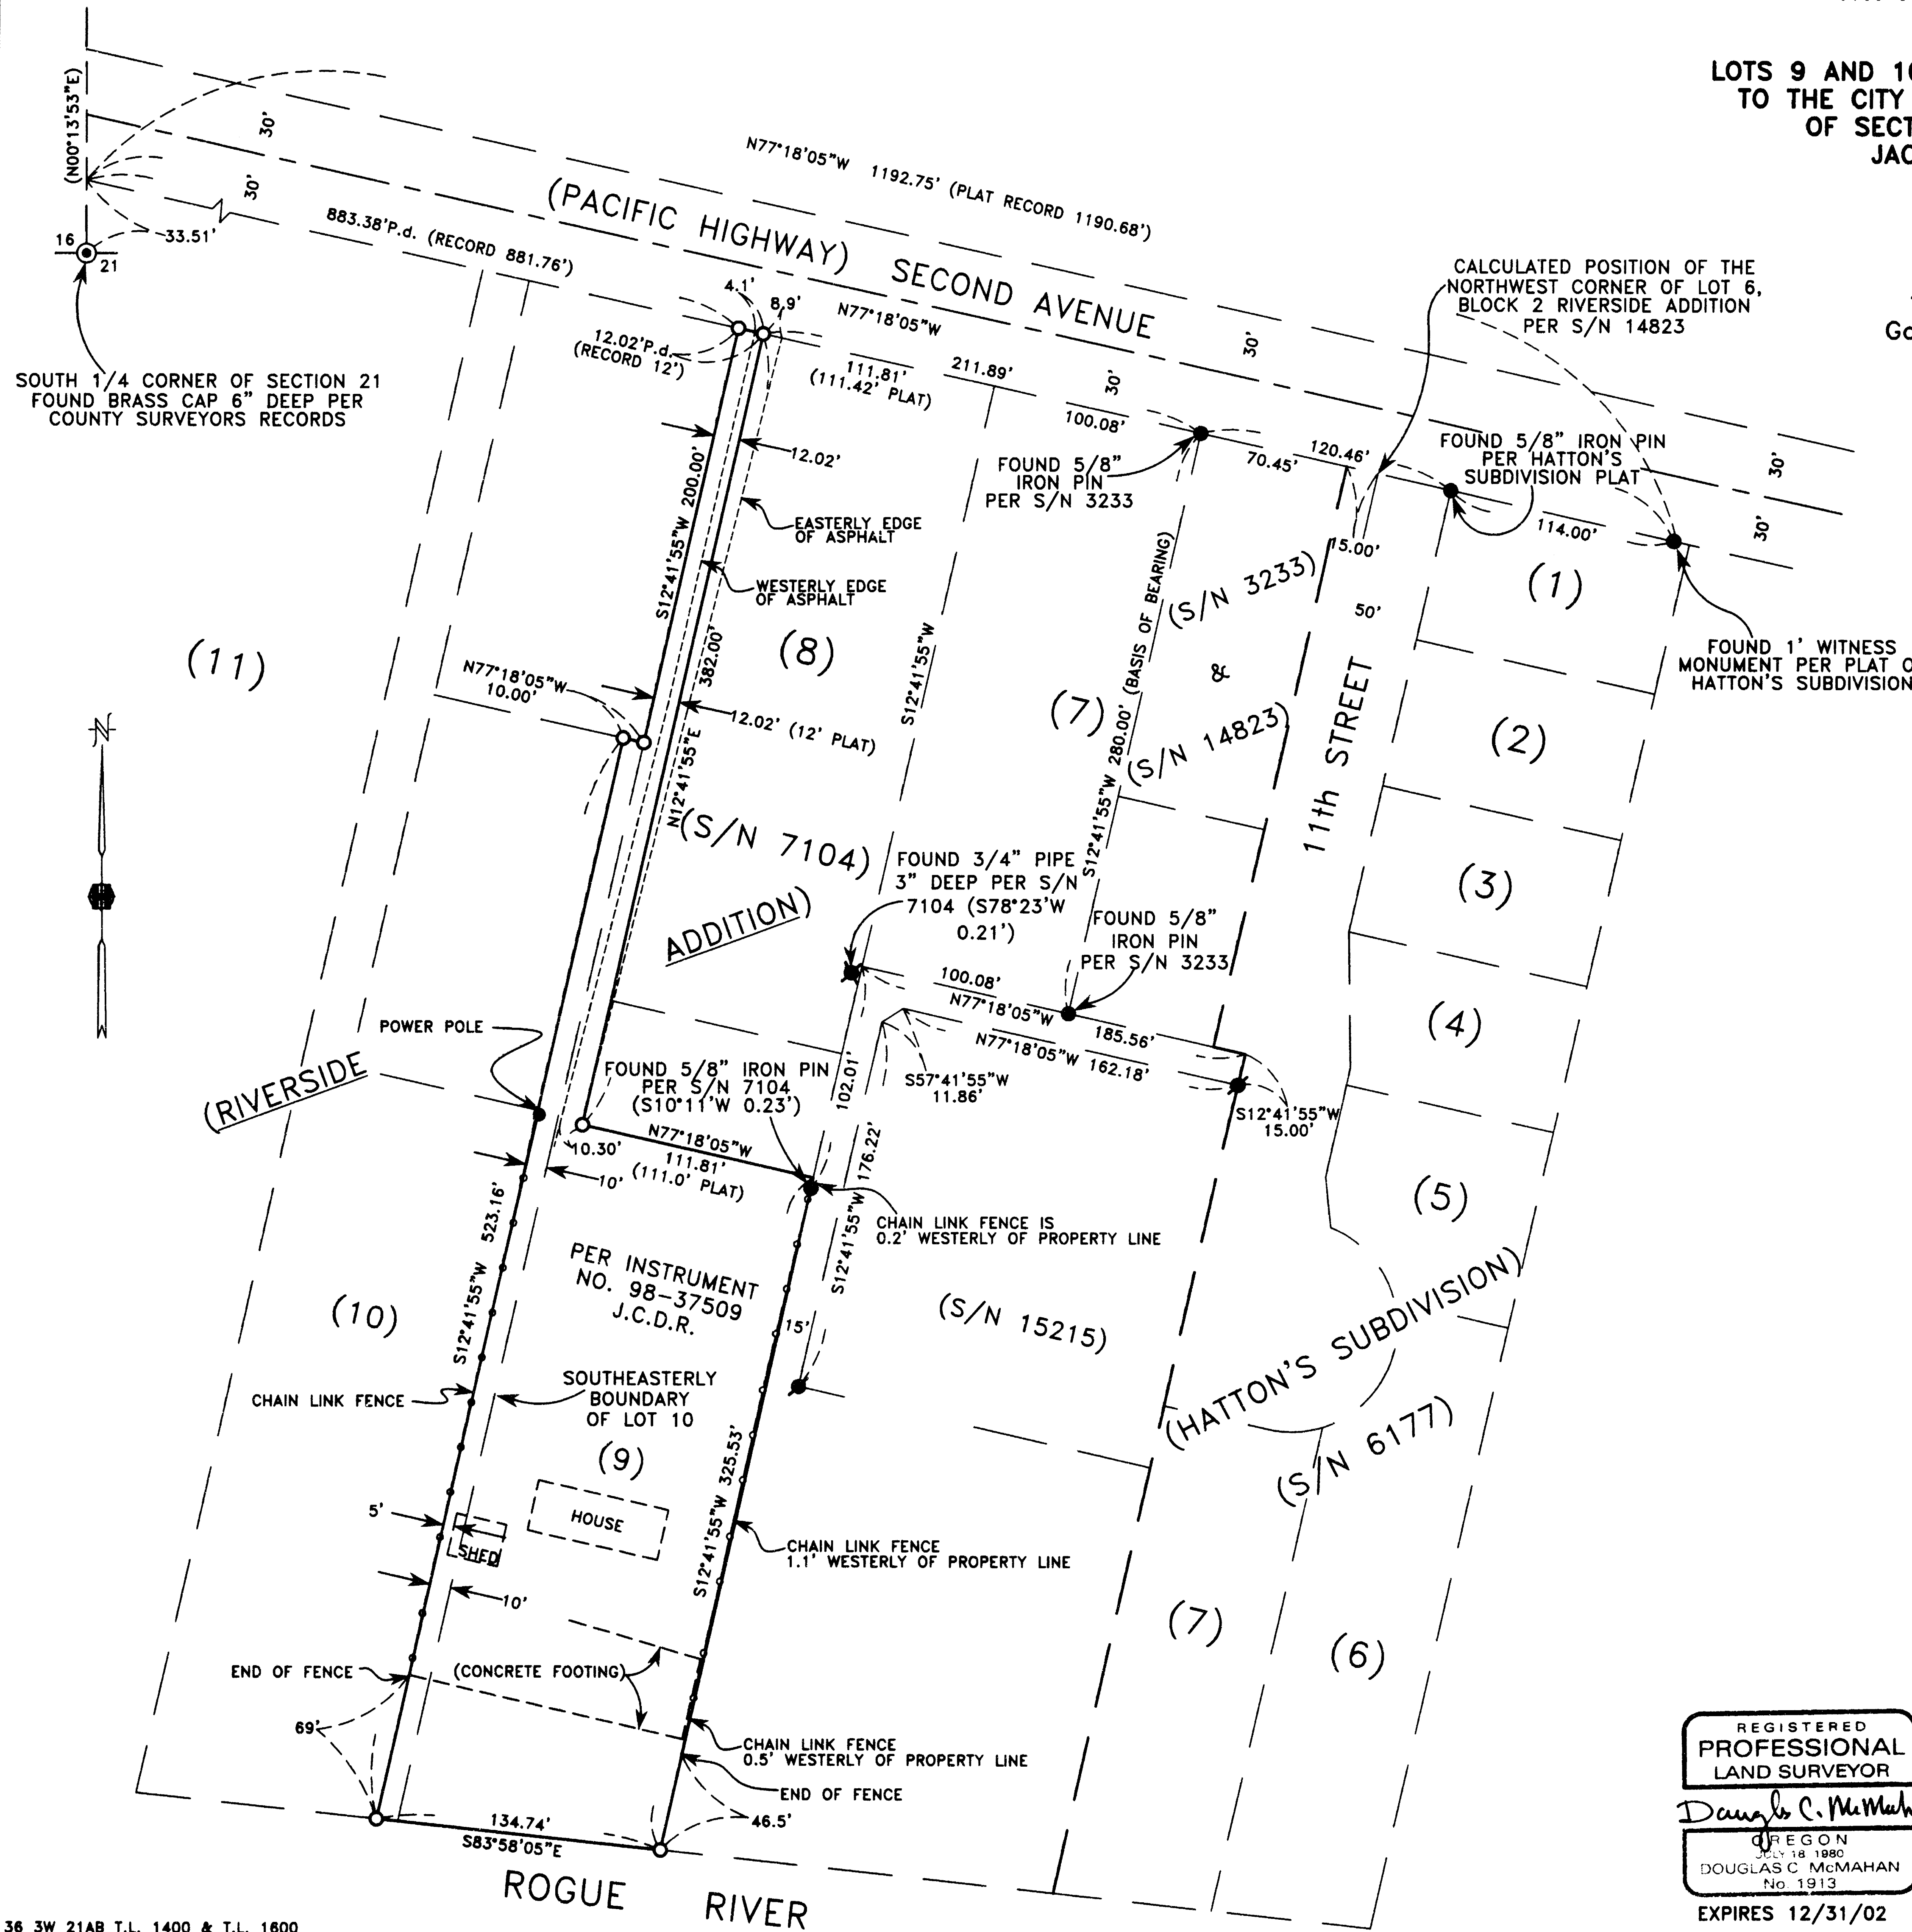 LOTS 9 AND
TO THE CITY
OF SECT
JAC
Go
(N00°13'53"E)
30'
30'
33.51'
16
21
SOUTH 1/4 CORNER OF SECTION 21
FOUND BRASS CAP 6" DEEP PER
COUNTY SURVEYORS RECORDS
N77°18'05"W 1192.75' (PLAT RECORD 1190.68')
(PACIFIC HIGHWAY) SECOND AVENUE
883.38'P.d. (RECORD 881.76')
4.1'
8.9'
N77°18'05"W
12.02'P.d.
(RECORD 12')
111.81'
(111.42' PLAT)
211.89'
30'
30'
100.08'
CALCULATED POSITION OF THE
NORTHWEST CORNER OF LOT 6,
BLOCK 2 RIVERSIDE ADDITION
PER S/N 14823
FOUND 5/8"
IRON PIN
PER S/N 3233
70.45'
120.46'
FOUND 5/8" IRON PIN
PER HATTON'S
SUBDIVISION PLAT
30'
30'
114.00'
15.00'
50'
(1)
FOUND 1' WITNESS
MONUMENT PER PLAT O
HATTON'S SUBDIVISION
12.02'
S12°41'55"W 200.00'
EASTERLY EDGE
OF ASPHALT
WESTERLY EDGE
OF ASPHALT
(11)
(8)
382.00'
N12°41'55"E
N77°18'05"W
10.00'
12.02' (12' PLAT)
S12°41'55"W
(7)
S12°41'55"W 280.00' (BASIS OF BEARING)
(S/N 3233)
&
(S/N 14823)
11th STREET
(2)
(3)
(4)
(5)
N
(S/N 7104)
ADDITION)
FOUND 3/4" PIPE
3" DEEP PER S/N
7104 (S78°23'W
0.21')
FOUND 5/8"
IRON PIN
PER S/N 3233
100.08'
N77°18'05"W
185.56'
N77°18'05"W 162.18'
S57°41'55"W
11.86'
S12°41'55"W
15.00'
POWER POLE
(RIVERSIDE
FOUND 5/8" IRON PIN
PER S/N 7104
(S10°11'W 0.23')
102.01'
N77°18'05"W
111.81'
(111.0' PLAT)
10.30'
10'
S12°41'55"W 176.22'
CHAIN LINK FENCE IS
0.2' WESTERLY OF PROPERTY LINE
S12°41'55"W 523.16'
PER INSTRUMENT
NO. 98-37509
J.C.D.R.
15'
(S/N 15215)
(10)
CHAIN LINK FENCE
SOUTHEASTERLY
BOUNDARY
OF LOT 10
(9)
(HATTON'S SUBDIVISION)
(S/N 6177)
5'
SHED
HOUSE
S12°41'55"W 325.53'
CHAIN LINK FENCE
1.1' WESTERLY OF PROPERTY LINE
10'
(7)
(6)
END OF FENCE
(CONCRETE FOOTING)
69'
CHAIN LINK FENCE
0.5' WESTERLY OF PROPERTY LINE
END OF FENCE
46.5'
134.74'
S83°58'05"E
ROGUE RIVER
REGISTERED
PROFESSIONAL
LAND SURVEYOR
Douglas C. McMah
OREGON
JULY 18 1980
DOUGLAS C McMAHAN
No. 1913
EXPIRES 12/31/02
36 3W 21AB T.L. 1400 & T.L. 1600